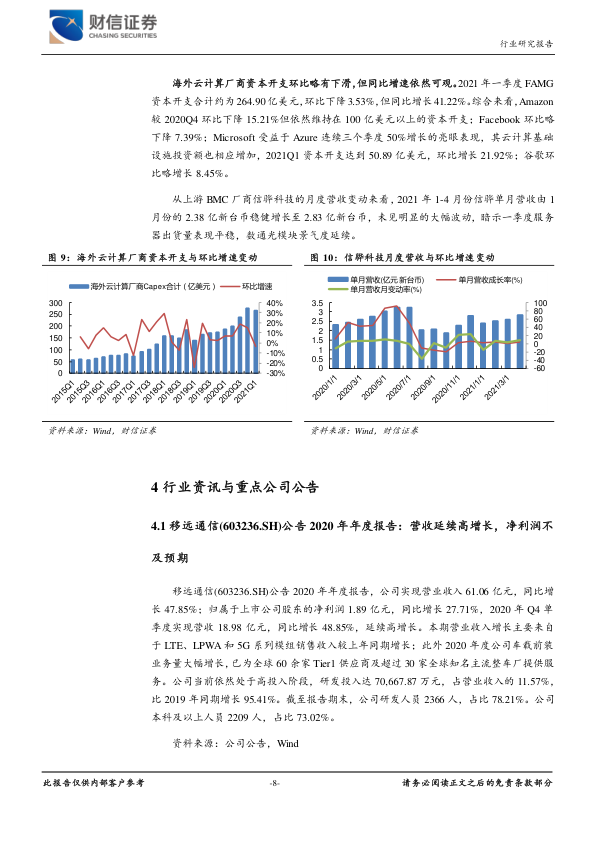 财信证券
CHASING SECURITIES
行业研究报告
海外云计算厂商资本开支环比略有下滑，但同比增速依然可观。2021 年一季度 FAMG
资本开支合计约为 264.90 亿美元，环比下降 3.53%，但同比增长 41.22%。综合来看，Amazon
较 2020Q4 环比下降 15.21%但依然维持在 100 亿美元以上的资本开支；Facebook 环比略
下降 7.39%；Microsoft 受益于 Azure 连续三个季度 50%增长的亮眼表现，其云计算基础
设施投资额也相应增加，2021Q1 资本开支达到 50.89 亿美元，环比增长 21.92%；谷歌环
比略增长 8.45%。
从上游 BMC 厂商信骅科技的月度营收变动来看，2021 年 1-4 月份信骅单月营收由 1
月份的 2.38 亿新台币稳健增长至 2.83 亿新台币，未见明显的大幅波动，暗示一季度服务
器出货量表现平稳，数通光模块景气度延续。
图 9：海外云计算厂商资本开支与环比增速变动
海外云计算厂商Capex合计（亿美元） 环比增速
300
250
200
150
100
50
0
40%
30%
20%
10%
0%
-10%
-20%
-30%
2015Q1 2015Q3 2016Q1 2016Q3 2017Q1 2017Q3 2018Q1 2018Q3 2019Q1 2019Q3 2020Q1 2020Q3 2021Q1
资料来源：Wind，财信证券
图 10：信骅科技月度营收与环比增速变动
单月营收(亿元 新台币) 单月营收成长率(%)
单月营收月变动率(%)
3.5
3
2.5
2
1.5
1
0.5
0
100
80
60
40
20
0
-20
-40
-60
2020/1/1 2020/3/1 2020/5/1 2020/7/1 2020/9/1 2020/11/1 2021/1/1 2021/3/1
资料来源：Wind，财信证券
4 行业资讯与重点公司公告
4.1 移远通信(603236.SH)公告 2020 年年度报告：营收延续高增长，净利润不
及预期
移远通信(603236.SH)公告 2020 年年度报告，公司实现营业收入 61.06 亿元，同比增
长 47.85%；归属于上市公司股东的净利润 1.89 亿元，同比增长 27.71%，2020 年 Q4 单
季度实现营收 18.98 亿元，同比增长 48.85%，延续高增长。本期营业收入增长主要来自
于 LTE、LPWA 和 5G 系列模组销售收入较上年同期增长；此外 2020 年度公司车载前装
业务量大幅增长，已为全球 60 余家 Tier1 供应商及超过 30 家全球知名主流整车厂提供服
务。公司当前依然处于高投入阶段，研发投入达 70,667.87 万元，占营业收入的 11.57%，
比 2019 年同期增长 95.41%。截至报告期末，公司研发人员 2366 人，占比 78.21%。公司
本科及以上人员 2209 人，占比 73.02%。
资料来源：公司公告，Wind
此报告仅供内部客户参考
-8-
请务必阅读正文之后的免责条款部分